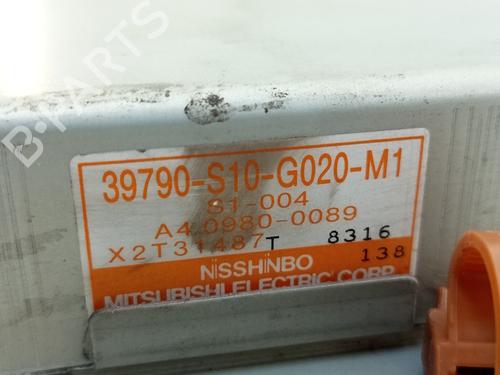 39790-S10-G020-M1
S1-004
A4.0980-0089
X2T31487T 8316
138
NISSHINBO
MITSUBISHI ELECTRIC CORP.
B-PARTS